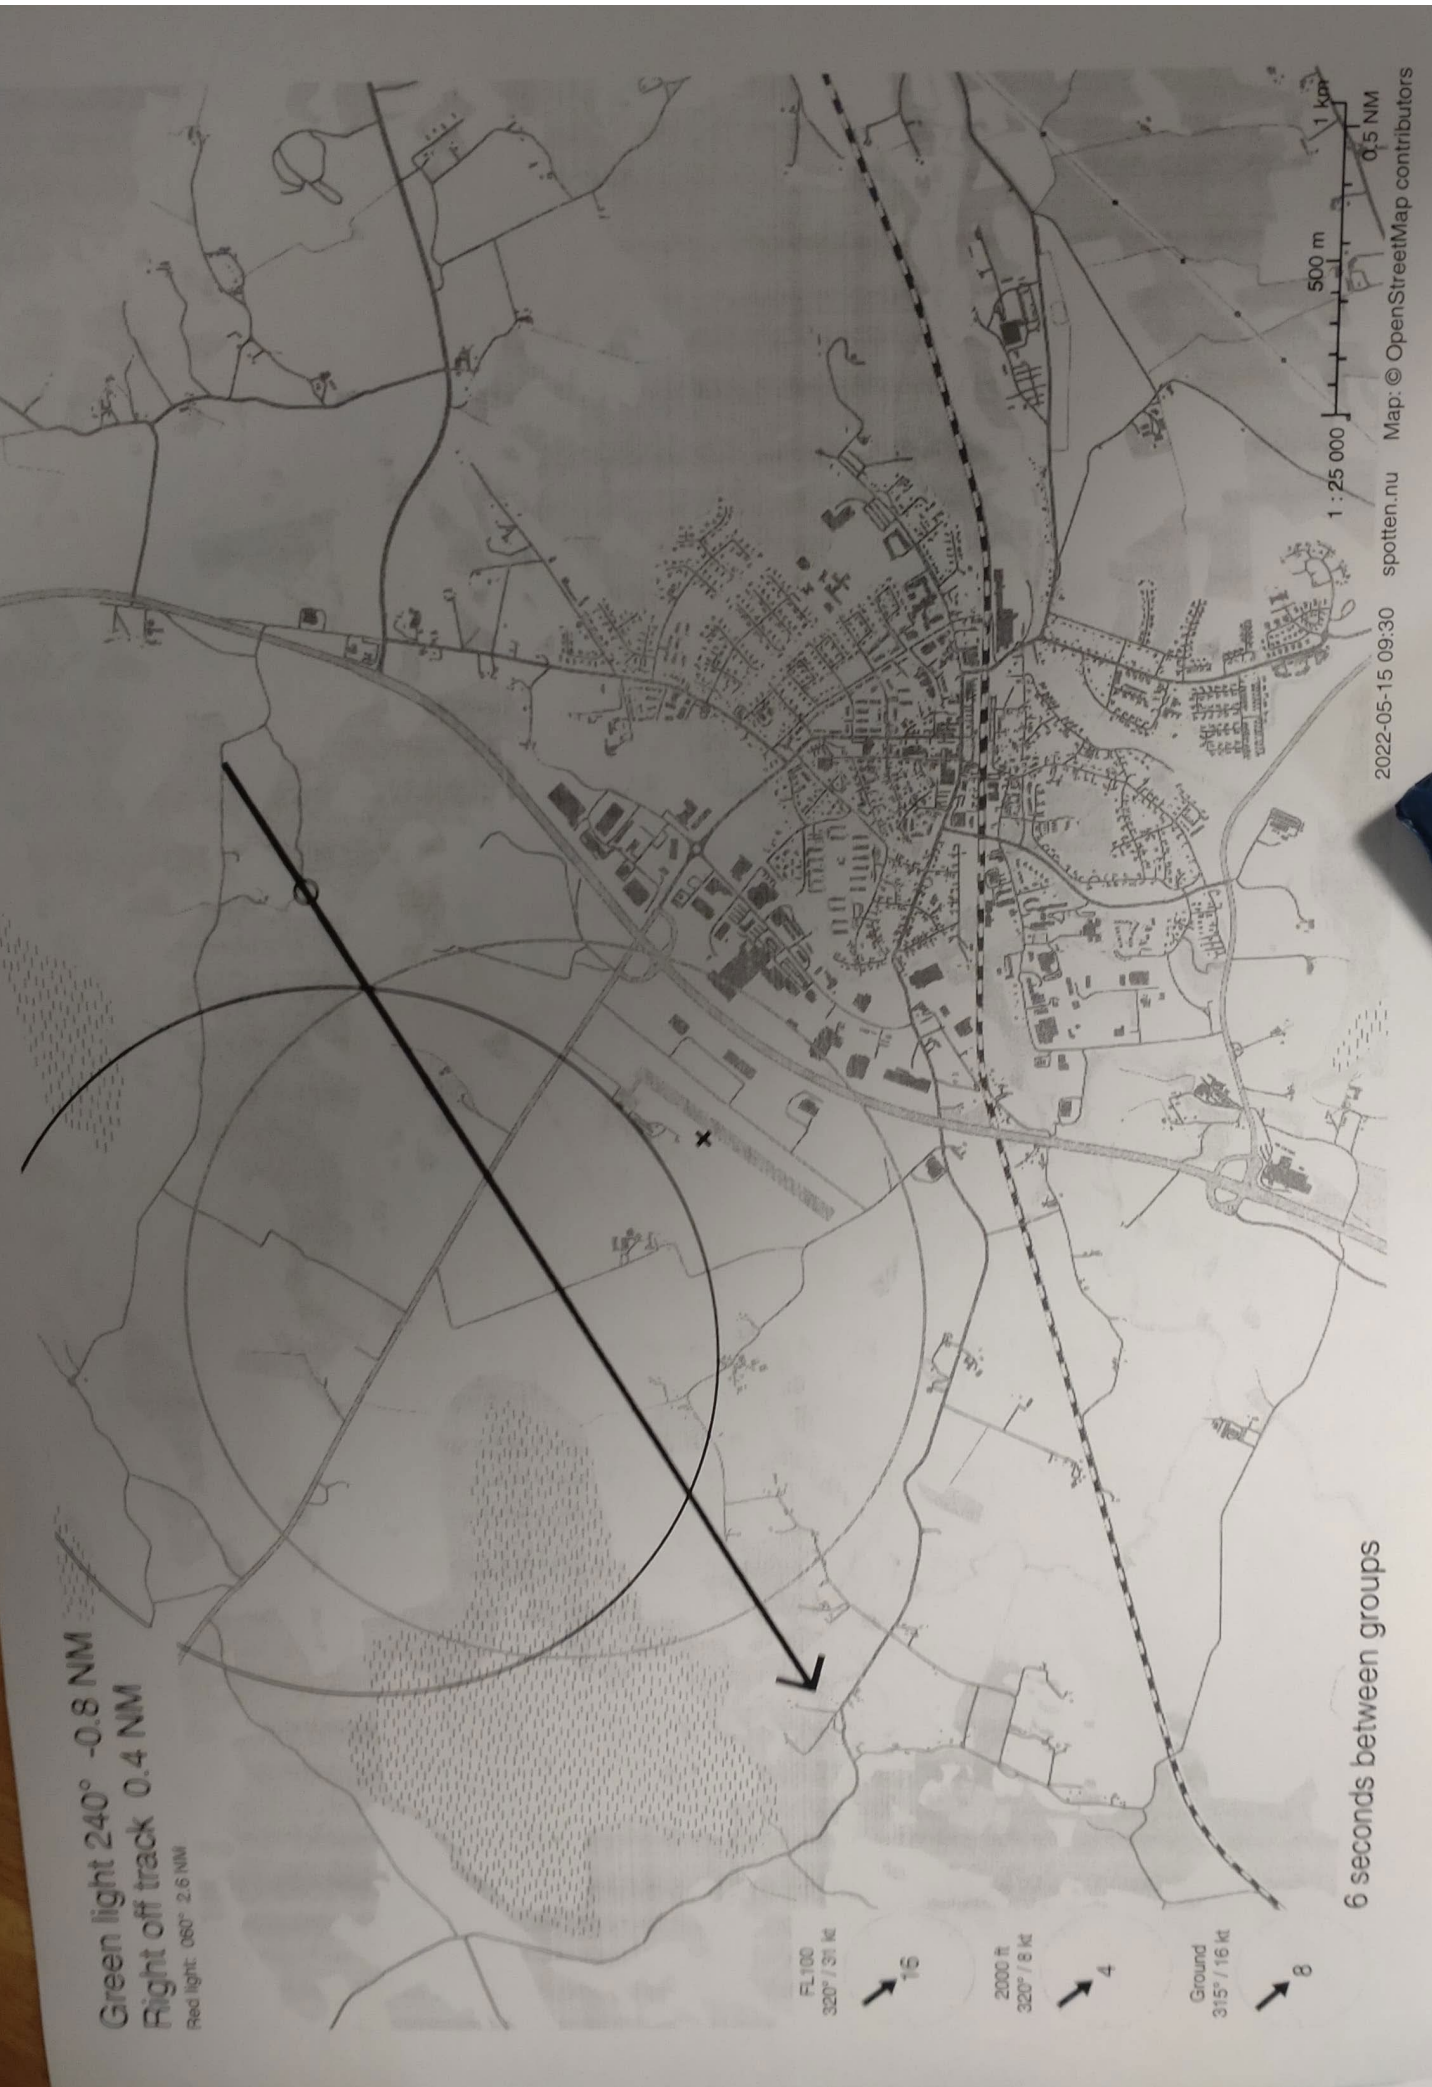 Green light 240° -0.8 NM
Right off track 0.4 NM
Red light: 060° 2.6 NM
FL100
320° / 31 kt
16
2000 ft
320° / 8 kt
4
Ground
315° / 16 kt
8
6 seconds between groups
1 : 25 000
500 m
1 km
0.5 NM
2022-05-15 09:30 spotten.nu Map: © OpenStreetMap contributors